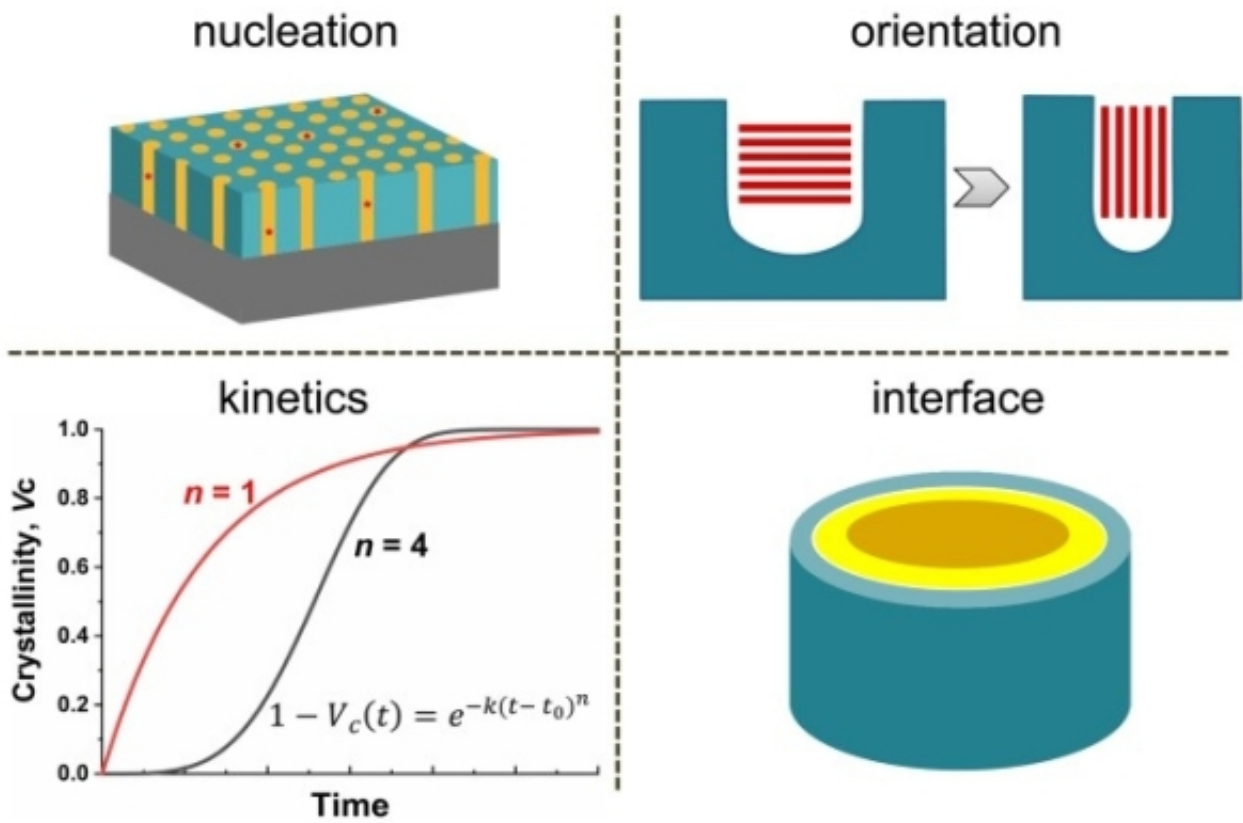 nucleation
orientation
kinetics
1.0
0.8
0.6
0.4
0.2
0.0
Crystallinity, Vc
n = 1
n = 4
1 − V_c(t) = e^{−k(t− t_0)^n}
Time
interface